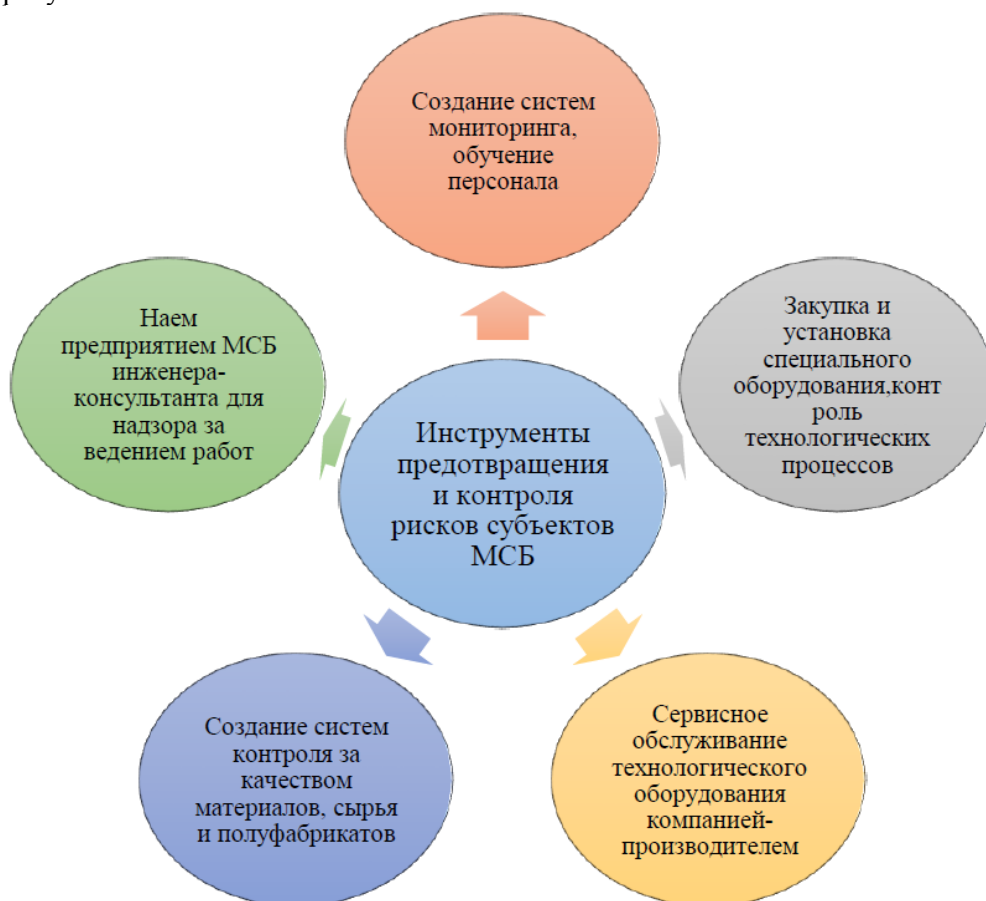 Создание систем
мониторинга,
обучение
персонала
Наем
предприятием МСБ
инженера-
консультанта для
надзора за
ведением работ
Закупка и
установка
специального
оборудования,конт
роль
технологических
процессов
Инструменты
предотвращения
и контроля
рисков субъектов
МСБ
Создание систем
контроля за
качеством
материалов, сырья
и полуфабрикатов
Сервисное
обслуживание
технологического
оборудования
компанией-
производителем